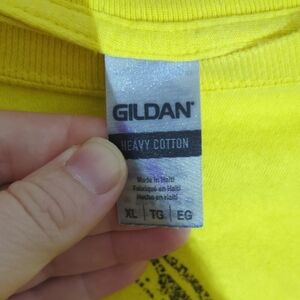 GILDAN®
HEAVY COTTON
Made in Haiti
Fabriqué en Haïti
Hecho en Haití
XL | TG | EG